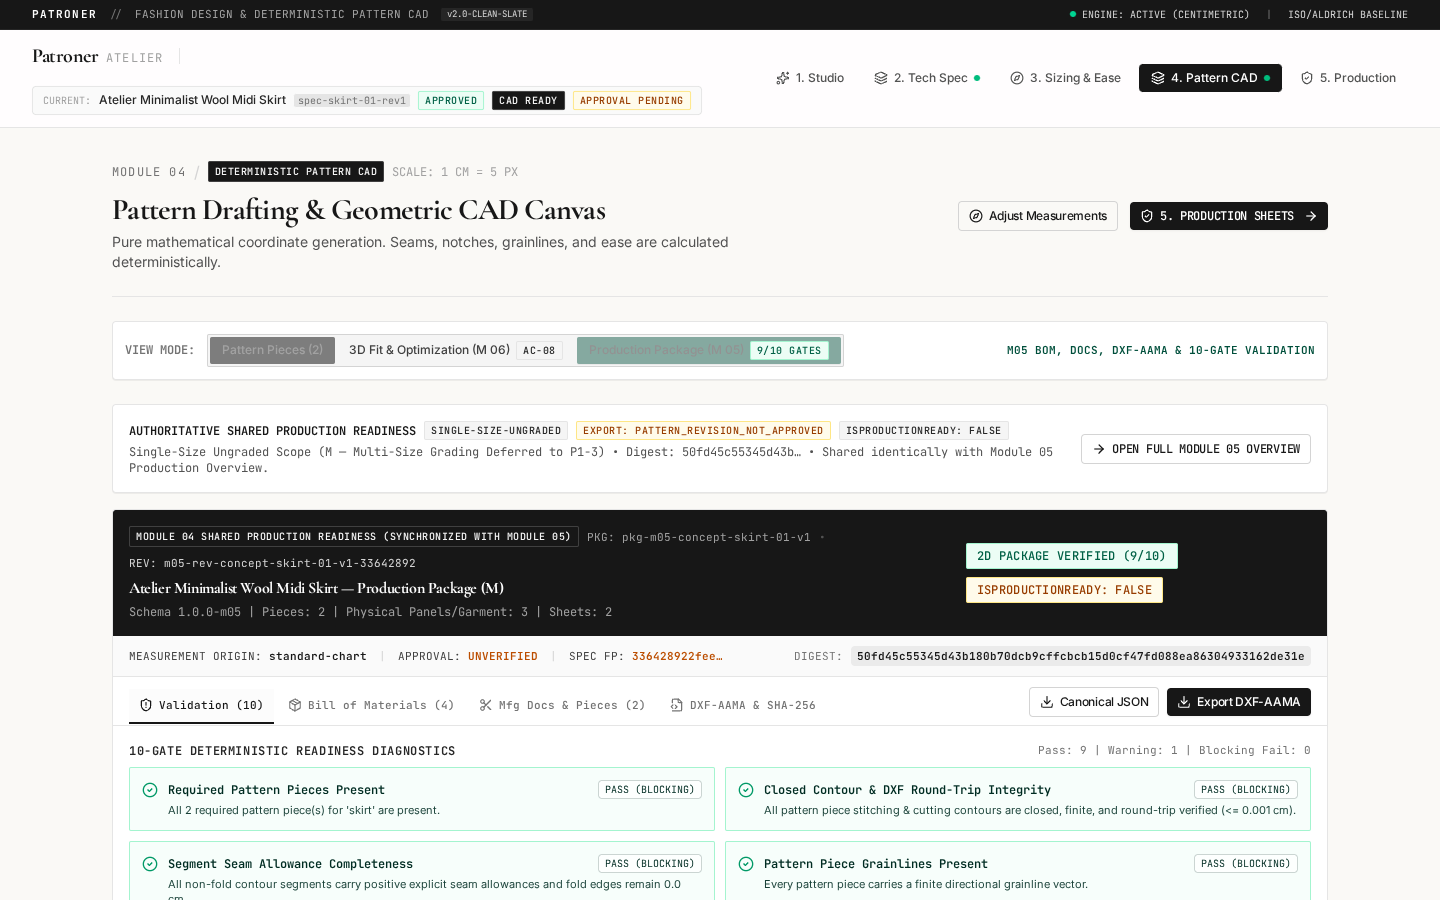 PATRONER // FASHION DESIGN & DETERMINISTIC PATTERN CAD v2.0-CLEAN-SLATE
ENGINE: ACTIVE (CENTIMETRIC) | ISO/ALDRICH BASELINE
Patroner ATELIER
CURRENT: Atelier Minimalist Wool Midi Skirt spec-skirt-01-rev1 APPROVED CAD READY APPROVAL PENDING
1. Studio 2. Tech Spec 3. Sizing & Ease 4. Pattern CAD 5. Production
MODULE 04 / DETERMINISTIC PATTERN CAD SCALE: 1 CM = 5 PX
Pattern Drafting & Geometric CAD Canvas
Pure mathematical coordinate generation. Seams, notches, grainlines, and ease are calculated
deterministically.
Adjust Measurements 5. PRODUCTION SHEETS →
VIEW MODE: Pattern Pieces (2) 3D Fit & Optimization (M 06) AC-08 Production Package (M 05) 9/10 GATES
M05 BOM, DOCS, DXF-AAMA & 10-GATE VALIDATION
AUTHORITATIVE SHARED PRODUCTION READINESS SINGLE-SIZE-UNGRADED EXPORT: PATTERN_REVISION_NOT_APPROVED ISPRODUCTIONREADY: FALSE
Single-Size Ungraded Scope (M — Multi-Size Grading Deferred to P1-3) • Digest: 50fd45c55345d43b… • Shared identically with Module 05
Production Overview.
→ OPEN FULL MODULE 05 OVERVIEW
MODULE 04 SHARED PRODUCTION READINESS (SYNCHRONIZED WITH MODULE 05) PKG: pkg-m05-concept-skirt-01-v1 ·
REV: m05-rev-concept-skirt-01-v1-33642892
Atelier Minimalist Wool Midi Skirt — Production Package (M)
Schema 1.0.0-m05 | Pieces: 2 | Physical Panels/Garment: 3 | Sheets: 2
2D PACKAGE VERIFIED (9/10)
ISPRODUCTIONREADY: FALSE
MEASUREMENT ORIGIN: standard-chart | APPROVAL: UNVERIFIED | SPEC FP: 336428922fee…
DIGEST: 50fd45c55345d43b180b70dcb9cffcbcb15d0cf47fd088ea86304933162de31e
Validation (10) Bill of Materials (4) Mfg Docs & Pieces (2) DXF-AAMA & SHA-256
Canonical JSON Export DXF-AAMA
10-GATE DETERMINISTIC READINESS DIAGNOSTICS
Pass: 9 | Warning: 1 | Blocking Fail: 0
Required Pattern Pieces Present PASS (BLOCKING)
All 2 required pattern piece(s) for 'skirt' are present.
Closed Contour & DXF Round-Trip Integrity PASS (BLOCKING)
All pattern piece stitching & cutting contours are closed, finite, and round-trip verified (<= 0.001 cm).
Segment Seam Allowance Completeness PASS (BLOCKING)
All non-fold contour segments carry positive explicit seam allowances and fold edges remain 0.0
cm.
Pattern Piece Grainlines Present PASS (BLOCKING)
Every pattern piece carries a finite directional grainline vector.